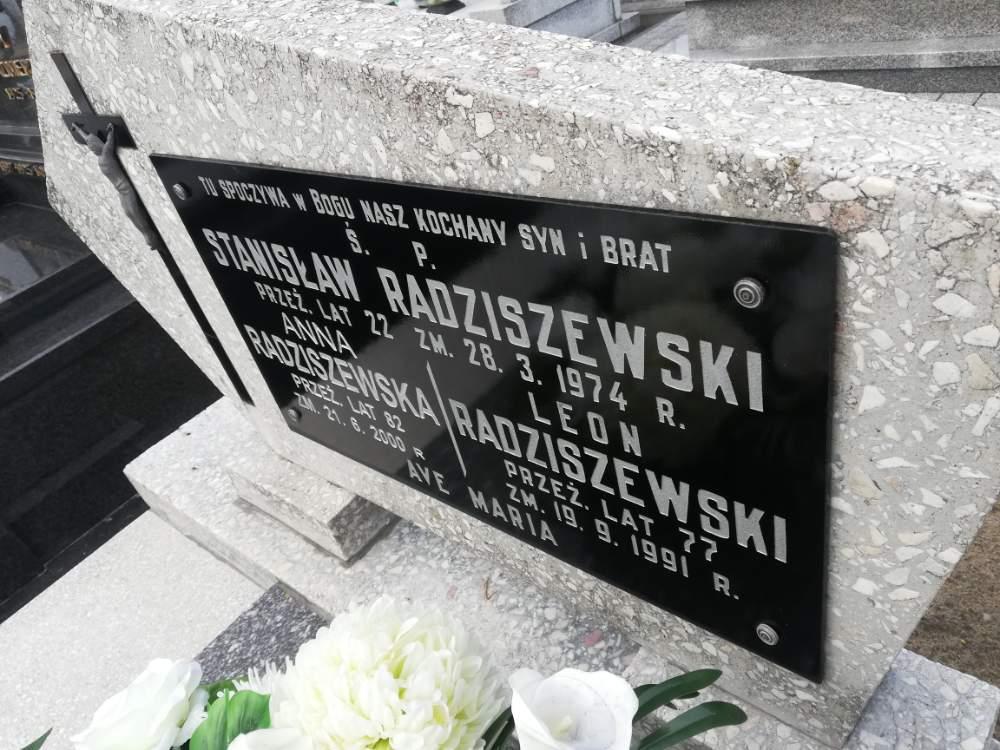 TU SPOCZYWA W BOGU NASZ KOCHANY SYN i BRAT
Ś. P.
STANISŁAW RADZISZEWSKI
PRZEŻ. LAT 22 ZM. 28. 3. 1974 R.
ANNA
RADZISZEWSKA
PRZEŻ. LAT 82
ZM. 21. 6. 2000 R
LEON
RADZISZEWSKI
PRZEŻ. LAT 77
ZM. 19. 9. 1991 R.
AVE MARIA